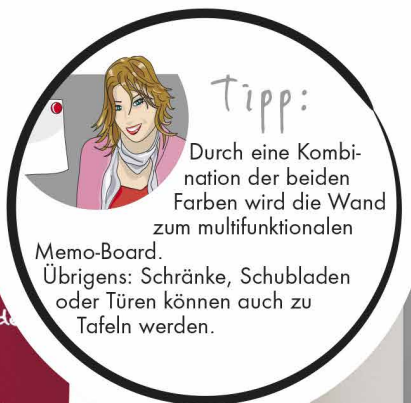 Tipp:
Durch eine Kombi-
nation der beiden
Farben wird die Wand
zum multifunktionalen
Memo-Board.
Übrigens: Schränke, Schubladen
oder Türen können auch zu
Tafeln werden.